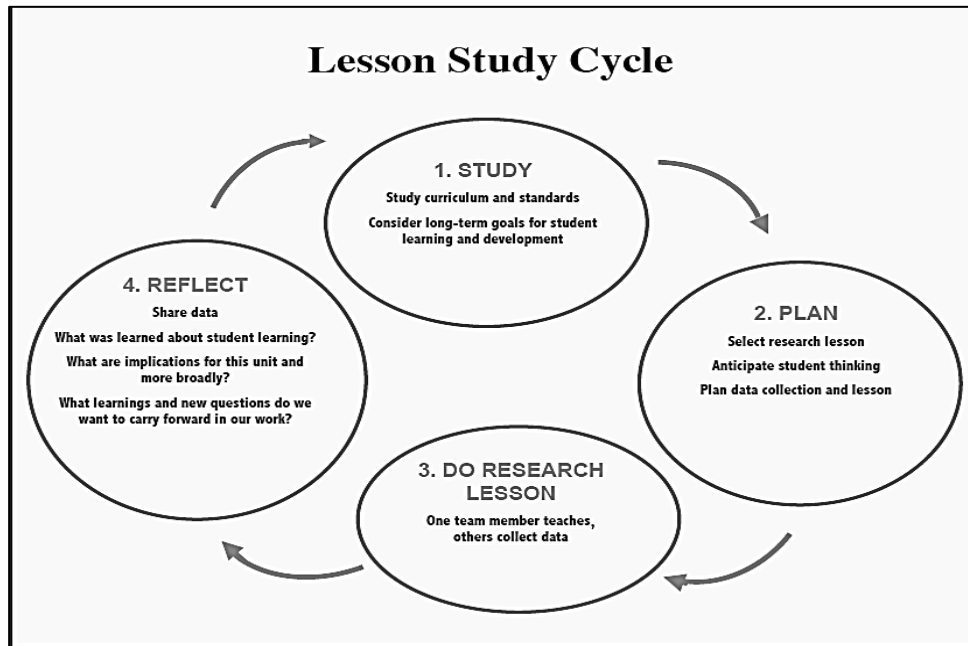 Lesson Study Cycle
1. STUDY
Study curriculum and standards
Consider long-term goals for student
learning and development
2. PLAN
Select research lesson
Anticipate student thinking
Plan data collection and lesson
3. DO RESEARCH
LESSON
One team member teaches,
others collect data
4. REFLECT
Share data
What was learned about student learning?
What are implications for this unit and
more broadly?
What learnings and new questions do we
want to carry forward in our work?